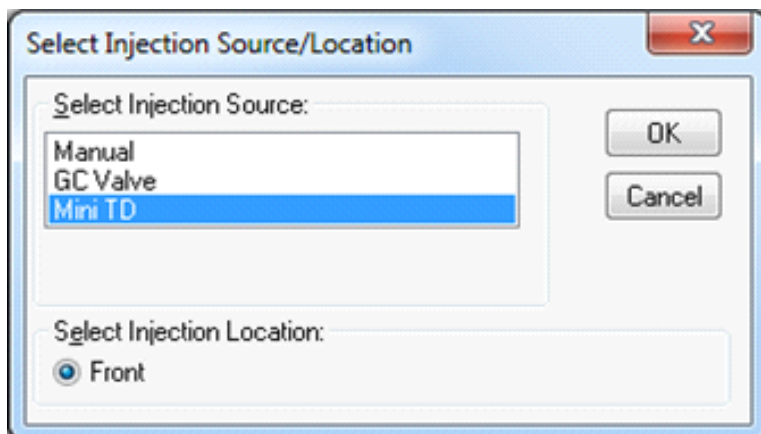 Select Injection Source/Location
Select Injection Source:
Manual
GC Valve
Mini TD
OK
Cancel
Select Injection Location:
Front